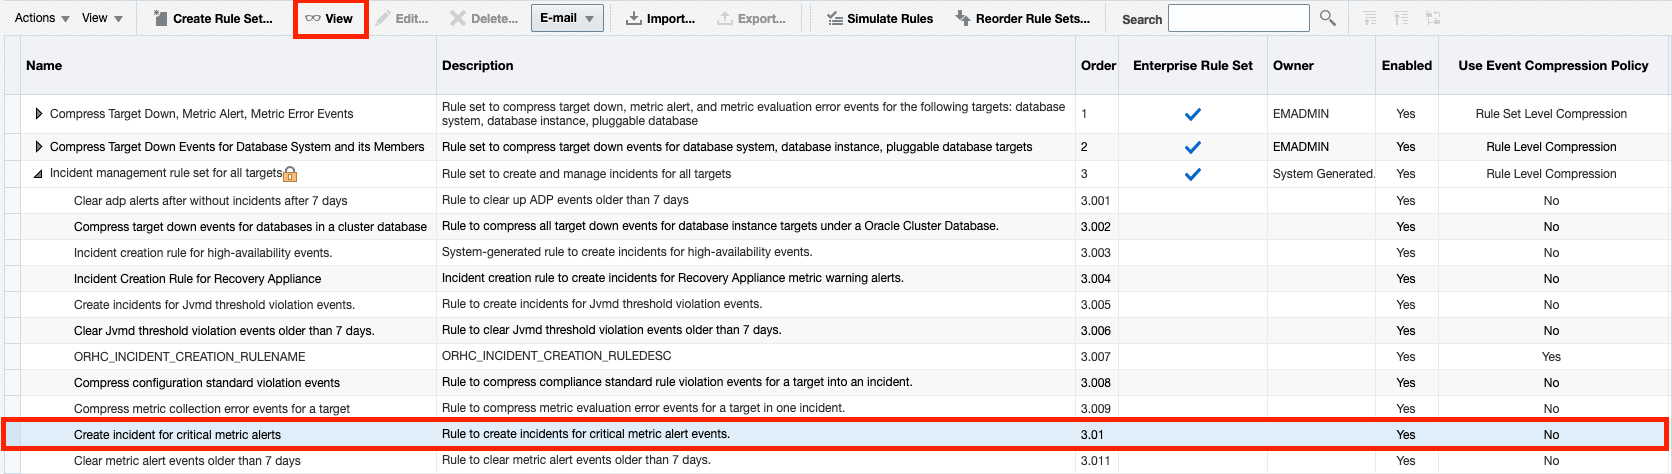 Actions View Create Rule Set... View Edit... Delete... E-mail Import... Export... Simulate Rules Reorder Rule Sets... Search
Name Description Order Enterprise Rule Set Owner Enabled Use Event Compression Policy
Compress Target Down, Metric Alert, Metric Error Events Rule set to compress target down, metric alert, and metric evaluation error events for the following targets: database
system, database instance, pluggable database 1 EMADMIN Yes Rule Set Level Compression
Compress Target Down Events for Database System and its Members Rule set to compress target down events for database system, database instance, pluggable database targets 2 EMADMIN Yes Rule Level Compression
Incident management rule set for all targets Rule set to create and manage incidents for all targets 3 System Generated. Yes Rule Level Compression
Clear adp alerts after without incidents after 7 days Rule to clear up ADP events older than 7 days 3.001 Yes No
Compress target down events for databases in a cluster database Rule to compress all target down events for database instance targets under a Oracle Cluster Database. 3.002 Yes No
Incident creation rule for high-availability events. System-generated rule to create incidents for high-availability events. 3.003 Yes No
Incident Creation Rule for Recovery Appliance Incident creation rule to create incidents for Recovery Appliance metric warning alerts. 3.004 Yes No
Create incidents for Jvmd threshold violation events. Rule to create incidents for Jvmd threshold violation events. 3.005 Yes No
Clear Jvmd threshold violation events older than 7 days. Rule to clear Jvmd threshold violation events older than 7 days. 3.006 Yes No
ORHC_INCIDENT_CREATION_RULENAME ORHC_INCIDENT_CREATION_RULEDESC 3.007 Yes Yes
Compress configuration standard violation events Rule to compress compliance standard rule violation events for a target into an incident. 3.008 Yes No
Compress metric collection error events for a target Rule to compress metric evaluation error events for a target in one incident. 3.009 Yes No
Create incident for critical metric alerts Rule to create incidents for critical metric alert events. 3.01 Yes No
Clear metric alert events older than 7 days Rule to clear metric alert events older than 7 days. 3.011 Yes No